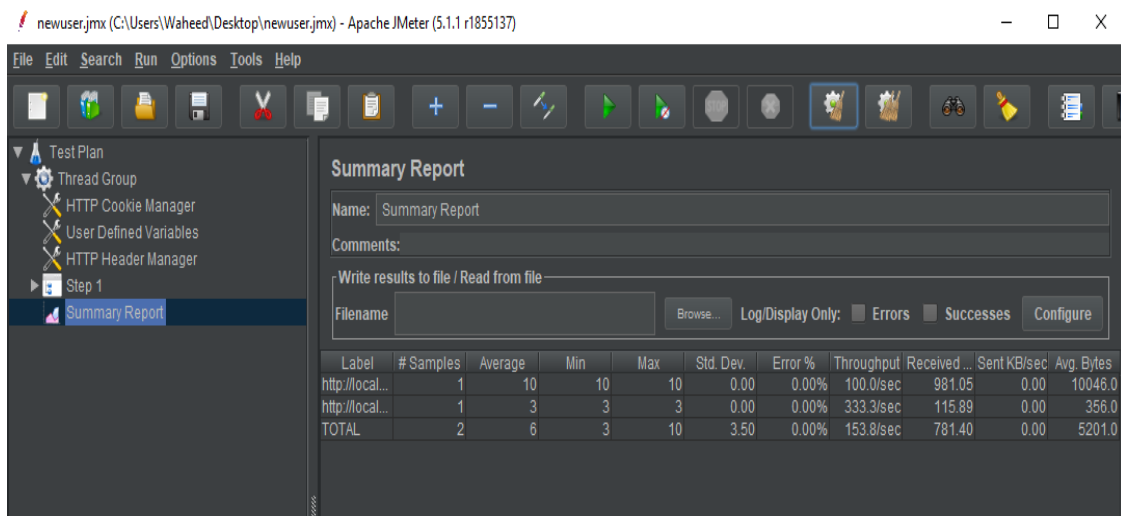 newuser.jmx (C:\Users\Waheed\Desktop\newuser.jmx) - Apache JMeter (5.1.1 r1855137)
File Edit Search Run Options Tools Help
STOP
Test Plan
Thread Group
HTTP Cookie Manager
User Defined Variables
HTTP Header Manager
Step 1
Summary Report
Summary Report
Name: Summary Report
Comments:
Write results to file / Read from file
Filename Browse... Log/Display Only: Errors Successes Configure
Label # Samples Average Min Max Std. Dev. Error % Throughput Received ... Sent KB/sec Avg. Bytes
http://local... 1 10 10 10 0.00 0.00% 100.0/sec 981.05 0.00 10046.0
http://local... 1 3 3 3 0.00 0.00% 333.3/sec 115.89 0.00 356.0
TOTAL 2 6 3 10 3.50 0.00% 153.8/sec 781.40 0.00 5201.0